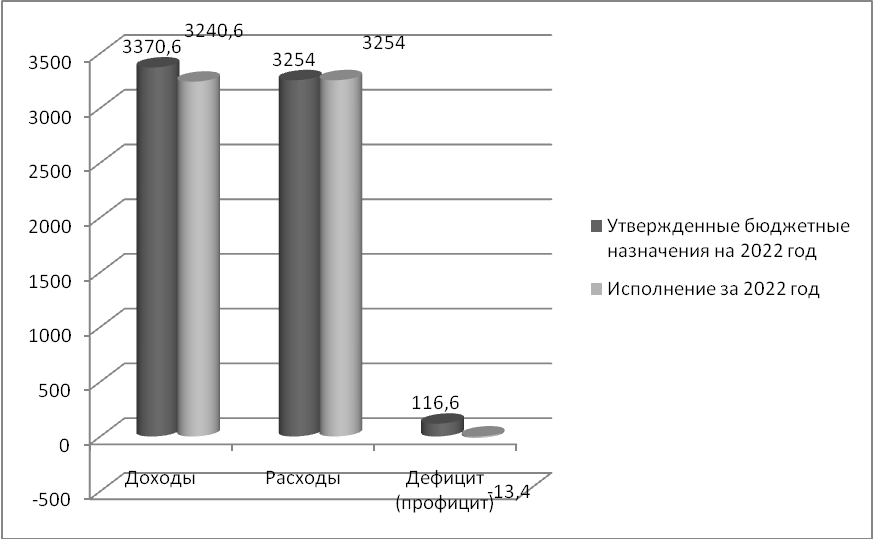 3240,6
3370,6
3254
3254
3500
3000
2500
2000
1500
1000
500
0
-500
116,6
-13,4
Доходы
Расходы
Дефицит
(профицит)
Утвержденные бюджетные
назначения на 2022 год
Исполнение за 2022 год